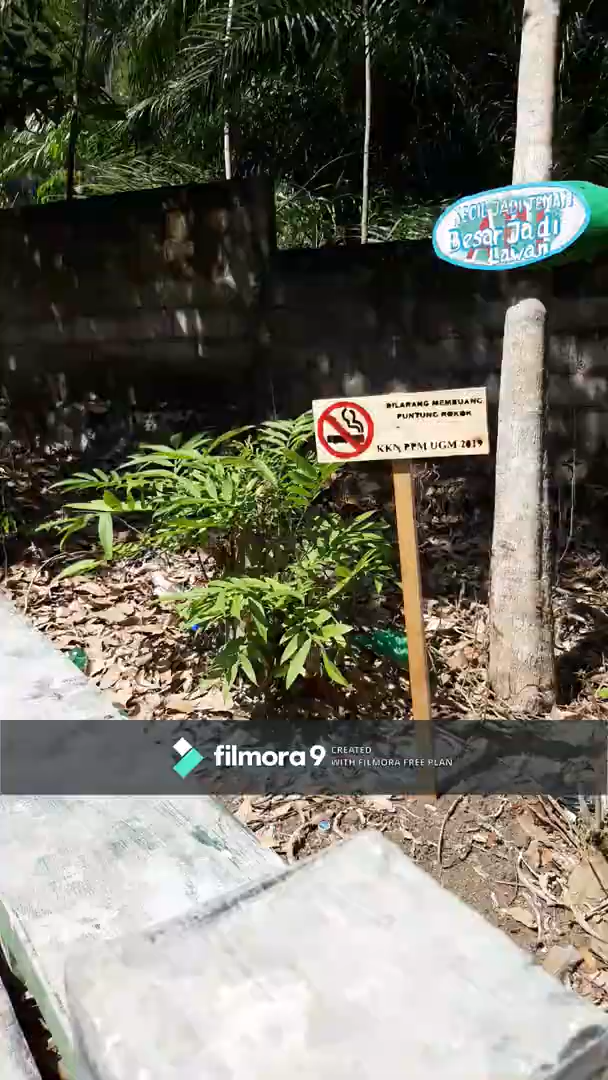 KECIL JADI TEMAN
Besar Jadi
Lawan
DILARANG MEMBUANG
PUNTUNG ROKOK
KKN PPM UGM 2019
filmora9
CREATED
WITH FILMORA FREE PLAN